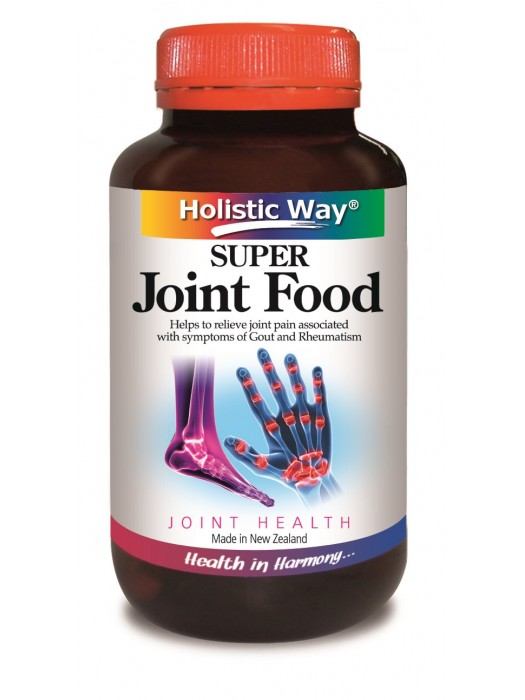 Holistic Way®
SUPER
Joint Food
Helps to relieve joint pain associated
with symptoms of Gout and Rheumatism
JOINT HEALTH
Made in New Zealand
Health in Harmony...